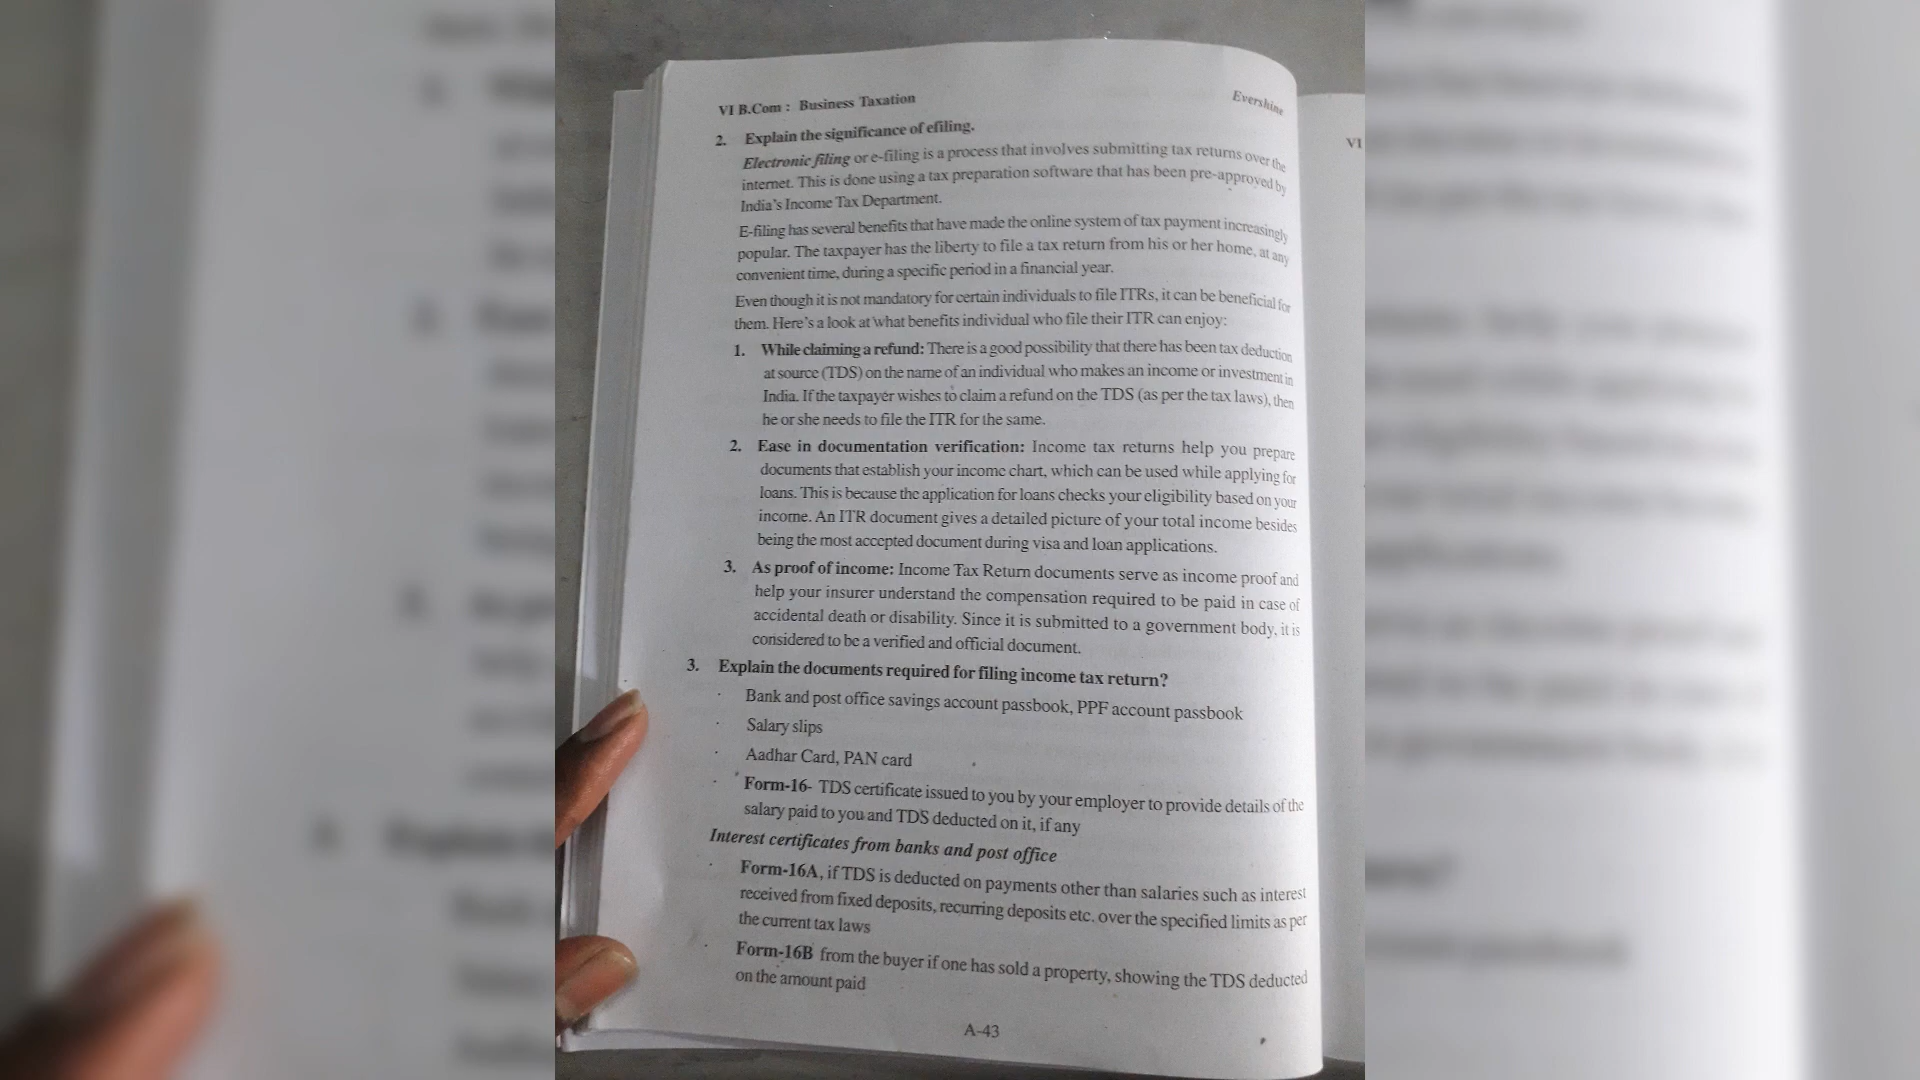 VI B.Com : Business Taxation
Evershine
2. Explain the significance of efiling.
Electronic filing or e-filing is a process that involves submitting tax returns over the
internet. This is done using a tax preparation software that has been pre-approved by
India's Income Tax Department.
E-filing has several benefits that have made the online system of tax payment increasingly
popular. The taxpayer has the liberty to file a tax return from his or her home, at any
convenient time, during a specific period in a financial year.
Even though it is not mandatory for certain individuals to file ITRs, it can be beneficial for
them. Here's a look at what benefits individual who file their ITR can enjoy:
1. While claiming a refund: There is a good possibility that there has been tax deduction
at source (TDS) on the name of an individual who makes an income or investment in
India. If the taxpayer wishes to claim a refund on the TDS (as per the tax laws), then
he or she needs to file the ITR for the same.
2. Ease in documentation verification: Income tax returns help you prepare
documents that establish your income chart, which can be used while applying for
loans. This is because the application for loans checks your eligibility based on your
income. An ITR document gives a detailed picture of your total income besides
being the most accepted document during visa and loan applications.
3. As proof of income: Income Tax Return documents serve as income proof and
help your insurer understand the compensation required to be paid in case of
accidental death or disability. Since it is submitted to a government body, it is
considered to be a verified and official document.
3. Explain the documents required for filing income tax return?
· Bank and post office savings account passbook, PPF account passbook
· Salary slips
· Aadhar Card, PAN card
· Form-16- TDS certificate issued to you by your employer to provide details of the
salary paid to you and TDS deducted on it, if any
Interest certificates from banks and post office
· Form-16A, if TDS is deducted on payments other than salaries such as interest
received from fixed deposits, recurring deposits etc. over the specified limits as per
the current tax laws
· Form-16B from the buyer if one has sold a property, showing the TDS deducted
on the amount paid
A-43
VI